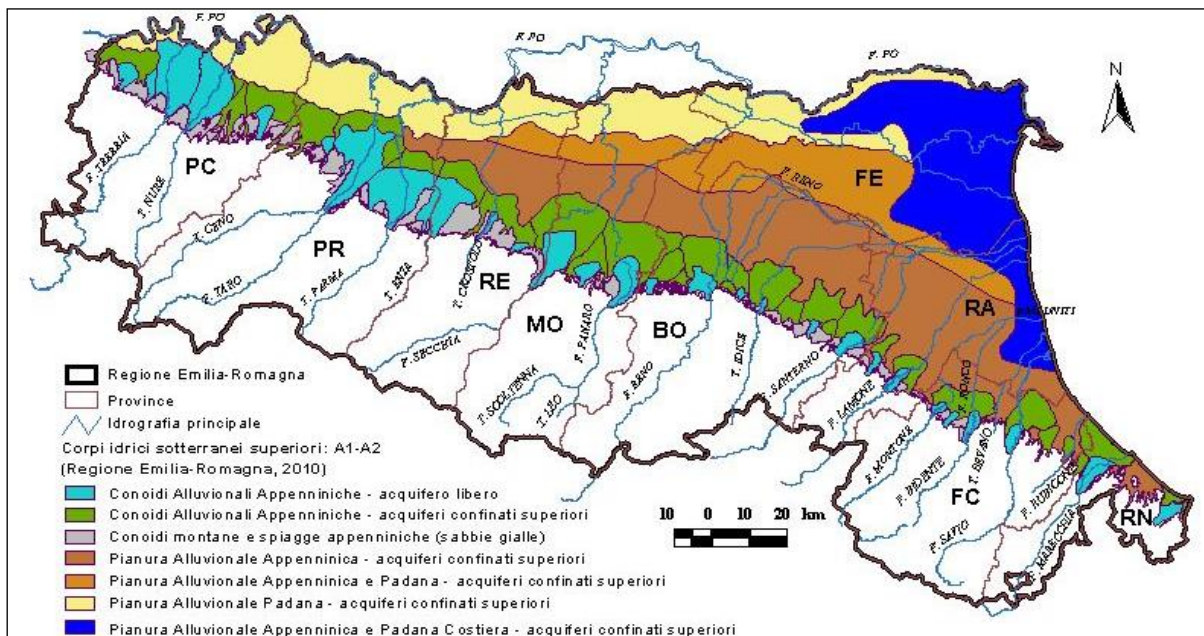 F. PO
F. PO
F. PO
N
F. TREBBIA
T. NURE
PC
T. CENO
F. TARO
PR
T. PARMA
T. ENZA
T. CROSTOLO
RE
F. SECCHIA
MO
T. SCOLTENNA
T. LEO
F. PANARO
BO
F. RENO
T. IDICE
F. RENO
FE
RA
F. SANTERNO
F. LAMONE
F. MONTONE
F. BIDENTE
F. RONCO
T. BEVANO
FC
F. SAVIO
F. RUBICONE
F. MARECCHIA
RN
Regione Emilia-Romagna
Province
Idrografia principale
Corpi idrici sotterranei superiori: A1-A2
(Regione Emilia-Romagna, 2010)
Conoidi Alluvionali Appenniniche - acquifero libero
Conoidi Alluvionali Appenniniche - acquiferi confinati superiori
Conoidi montane e spiagge appenniniche (sabbie gialle)
Pianura Alluvionale Appenninica - acquiferi confinati superiori
Pianura Alluvionale Appenninica e Padana - acquiferi confinati superiori
Pianura Alluvionale Padana - acquiferi confinati superiori
Pianura Alluvionale Appenninica e Padana Costiera - acquiferi confinati superiori
10 0 10 20 km